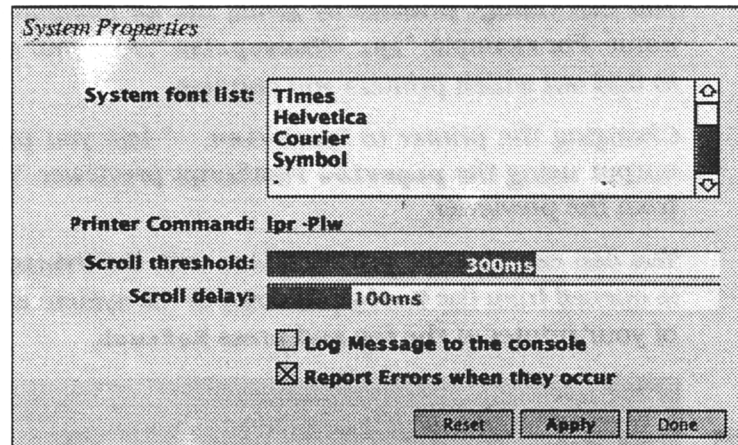 System Properties
System font list:
Times
Helvetica
Courier
Symbol
Printer Command: lpr -Plw
Scroll threshold: 300ms
Scroll delay: 100ms
Log Message to the console
Report Errors when they occur
Reset Apply Done